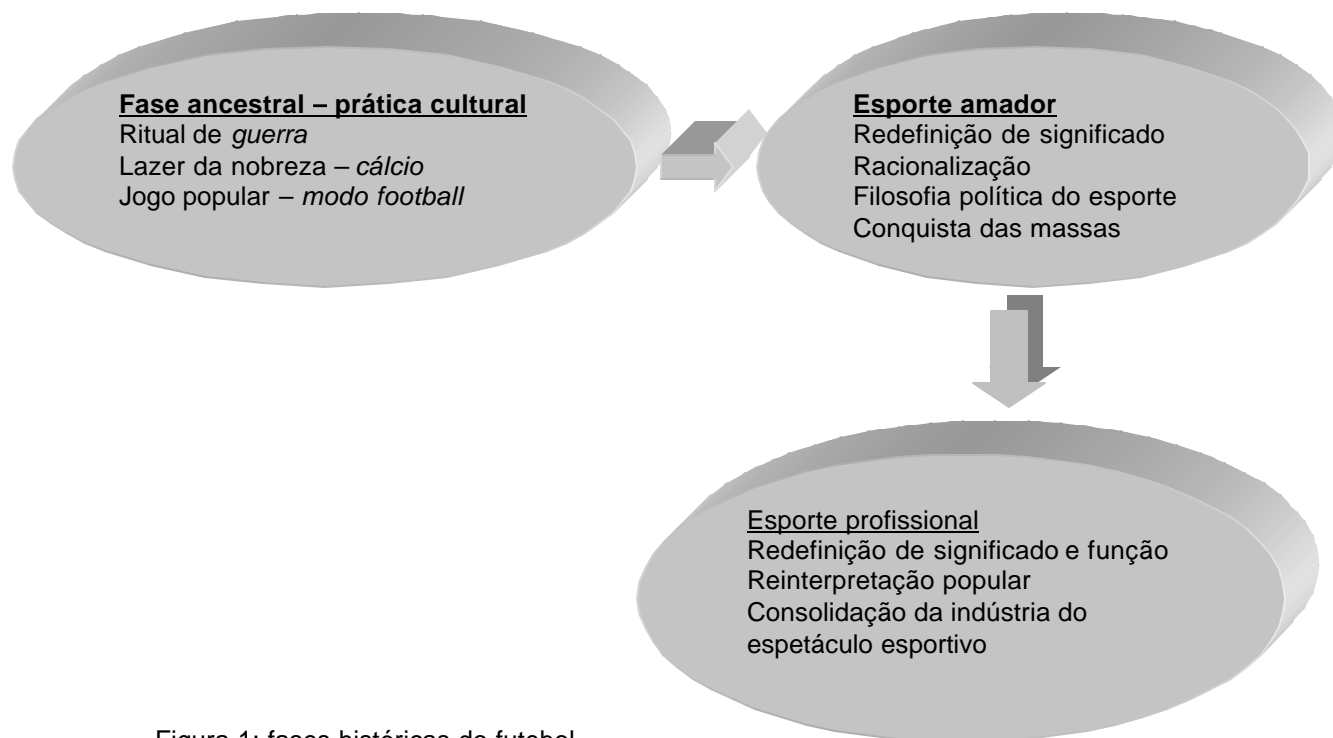 Fase ancestral – prática cultural
Ritual de guerra
Lazer da nobreza – cálcio
Jogo popular – modo football
Esporte amador
Redefinição de significado
Racionalização
Filosofia política do esporte
Conquista das massas
Esporte profissional
Redefinição de significado e função
Reinterpretação popular
Consolidação da indústria do
espetáculo esportivo
Figura 1: fases históricas do futebol